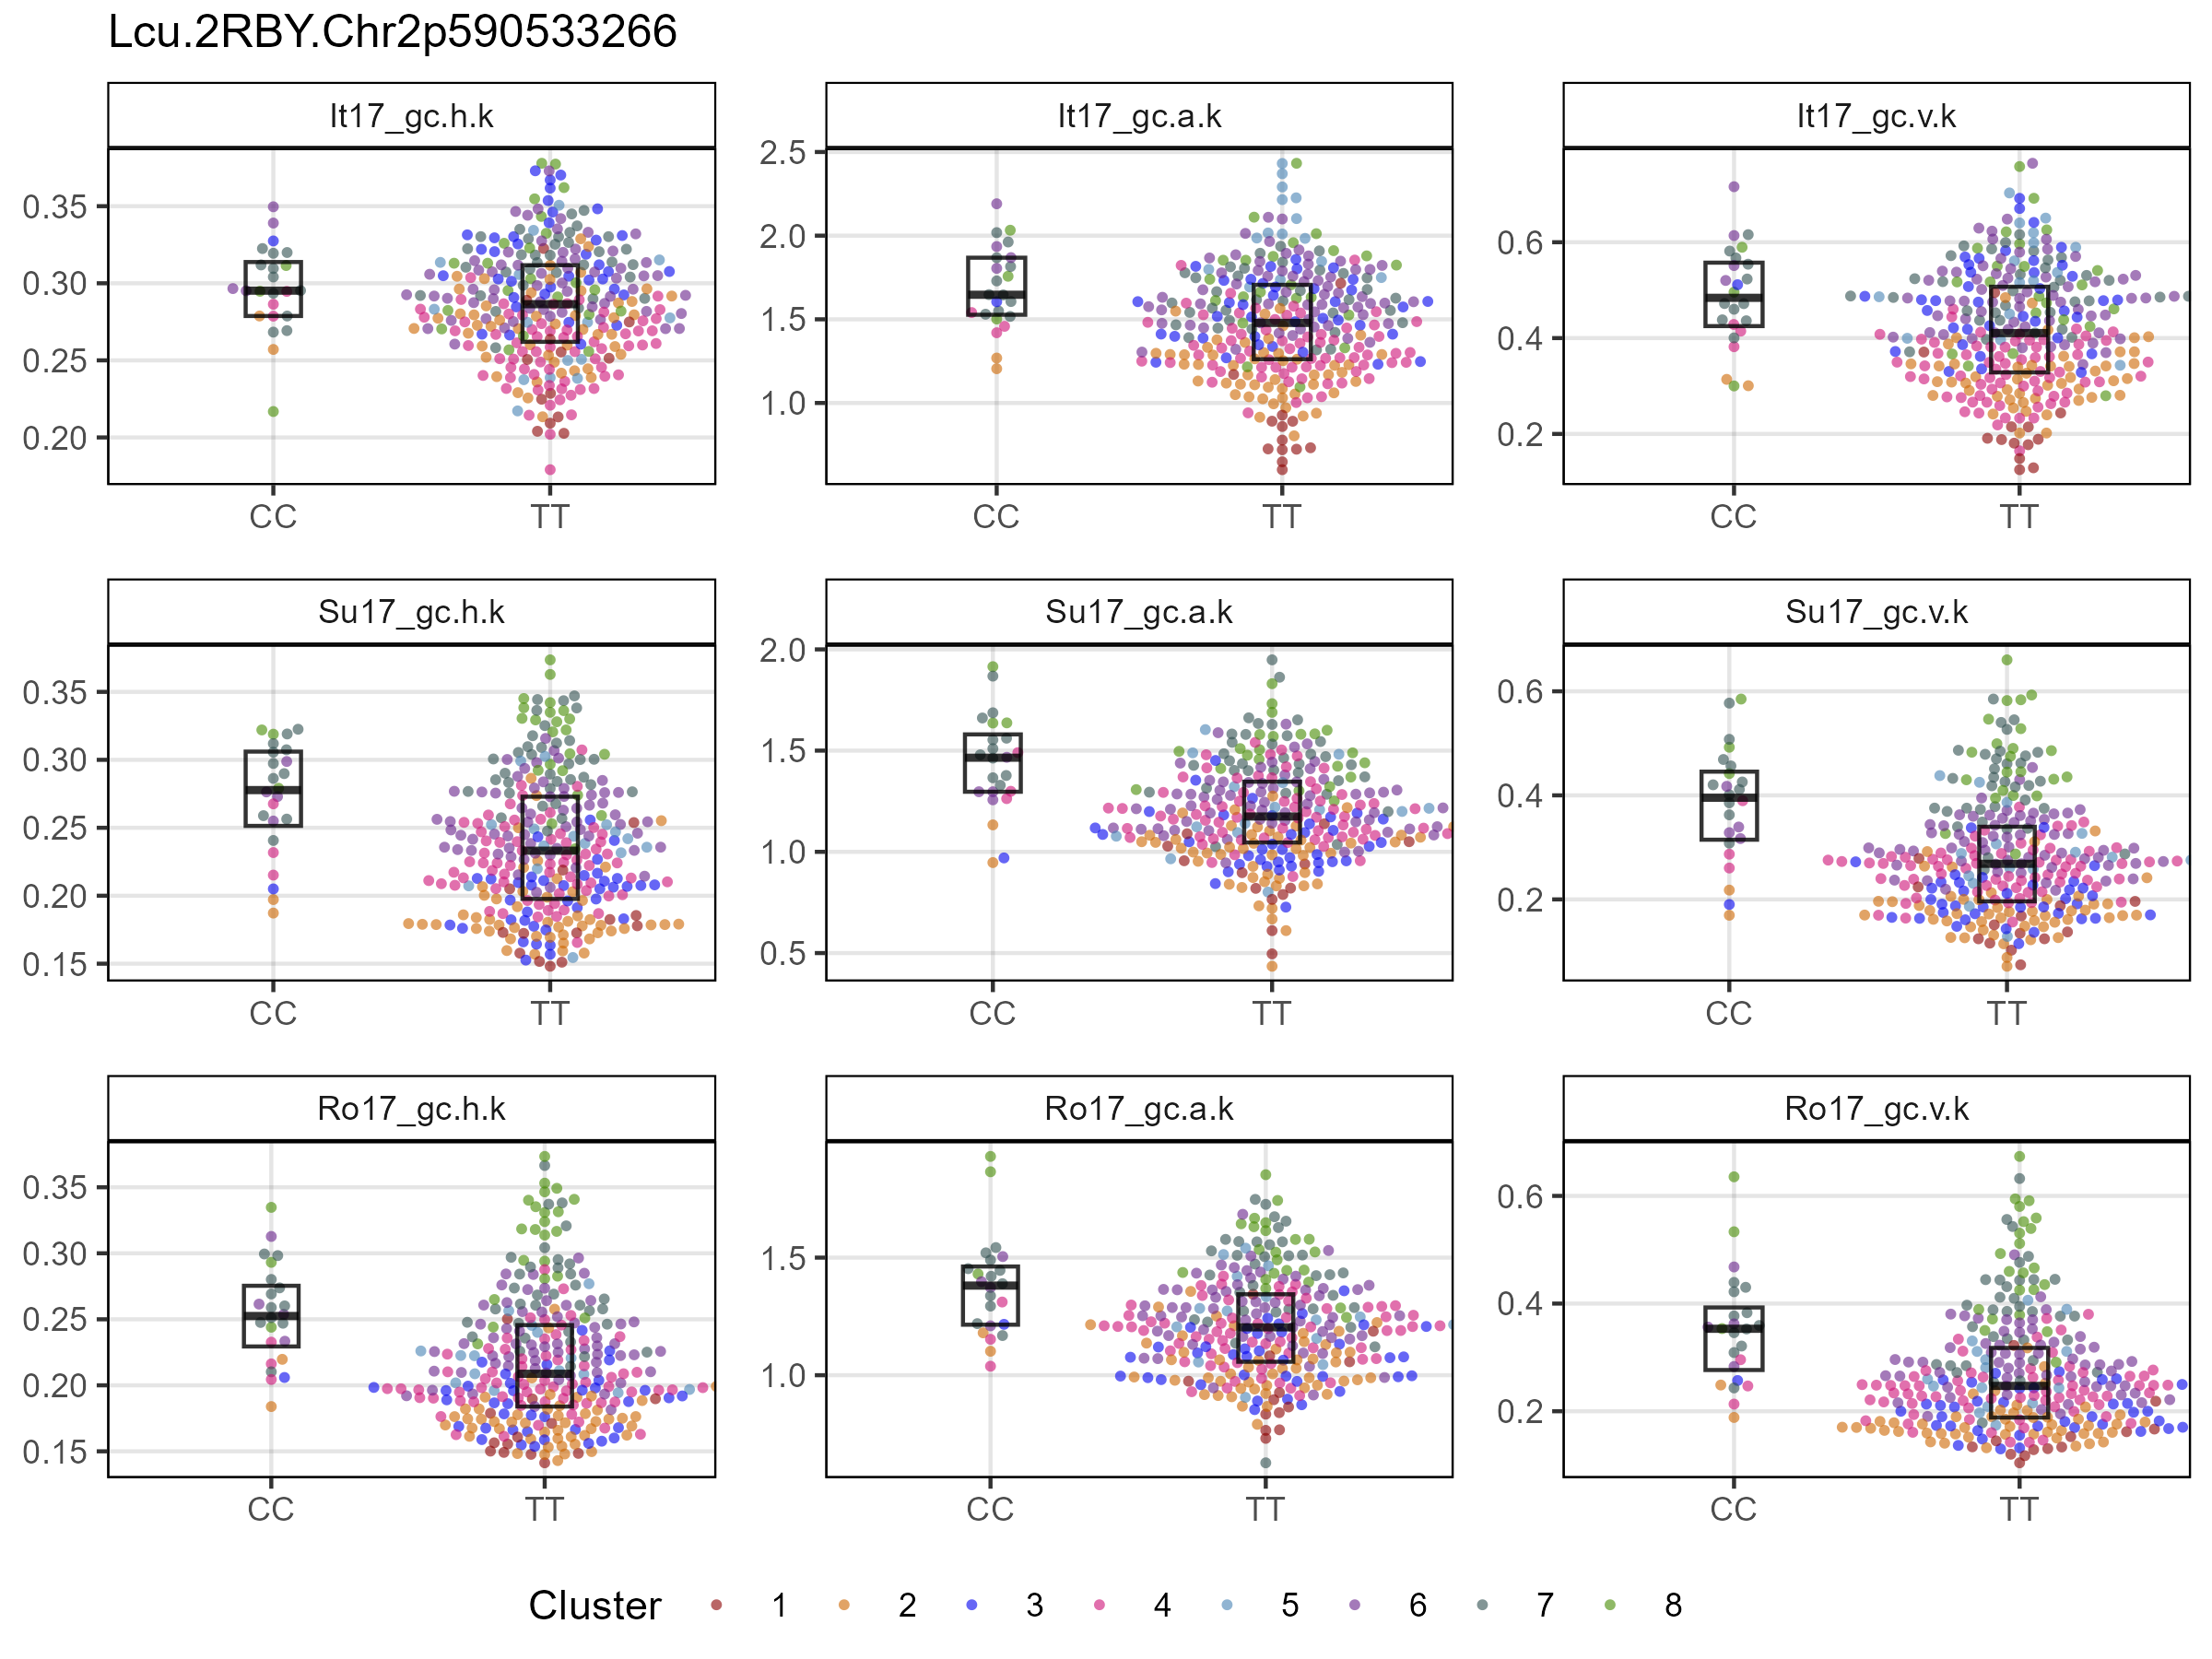 Lcu.2RBY.Chr2p590533266
It17_gc.h.k
It17_gc.a.k
It17_gc.v.k
0.35
0.30
0.25
0.20
2.5
2.0
1.5
1.0
0.6
0.4
0.2
CC
TT
CC
TT
CC
TT
Su17_gc.h.k
Su17_gc.a.k
Su17_gc.v.k
0.35
0.30
0.25
0.20
0.15
2.0
1.5
1.0
0.5
0.6
0.4
0.2
CC
TT
CC
TT
CC
TT
Ro17_gc.h.k
Ro17_gc.a.k
Ro17_gc.v.k
0.35
0.30
0.25
0.20
0.15
1.5
1.0
0.6
0.4
0.2
CC
TT
CC
TT
CC
TT
Cluster 1 2 3 4 5 6 7 8